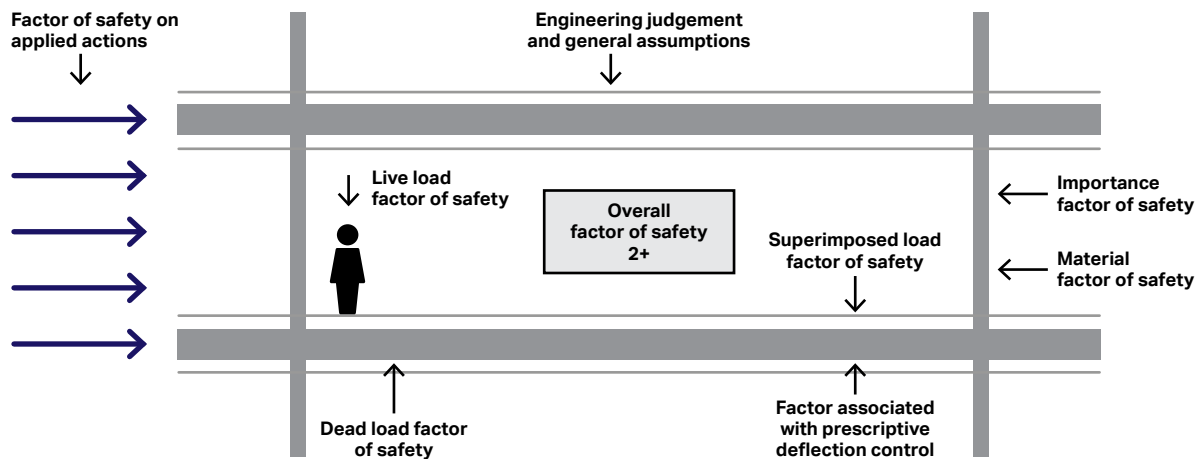 Factor of safety on
applied actions
Engineering judgement
and general assumptions
Live load
factor of safety
Overall
factor of safety
2+
Superimposed load
factor of safety
Importance
factor of safety
Material
factor of safety
Dead load factor
of safety
Factor associated
with prescriptive
deflection control